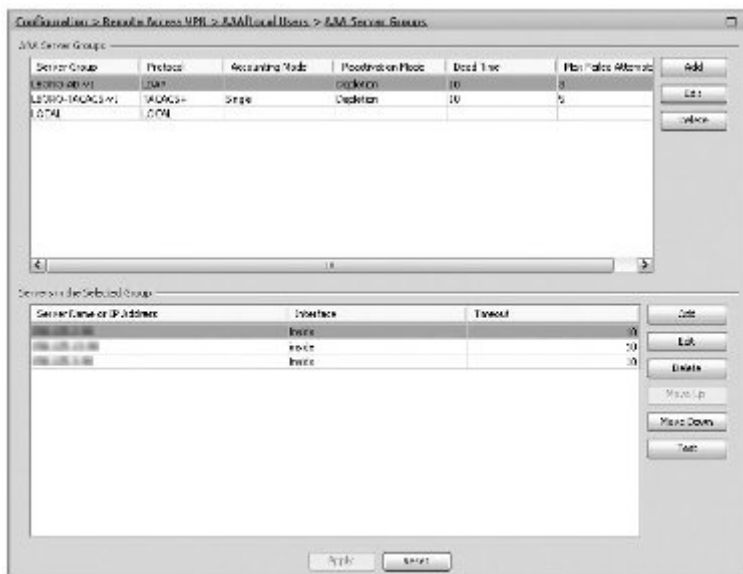 Configuration > Remote Access VPN > AAA/Local Users > AAA Server Groups
AAA Server Groups
Server Group Protocol Accounting Mode Reactivation Mode Dead Time Max Failed Attempts
LDAP Depletion 10 3
TACACS+ Single Depletion 10 5
LOCAL LOCAL
Add
Edit
Delete
Servers in the Selected Group
Server Name or IP Address Interface Timeout
Inside 10
Inside 10
Inside 10
Add
Edit
Delete
Move Up
Move Down
Test
Apply Reset